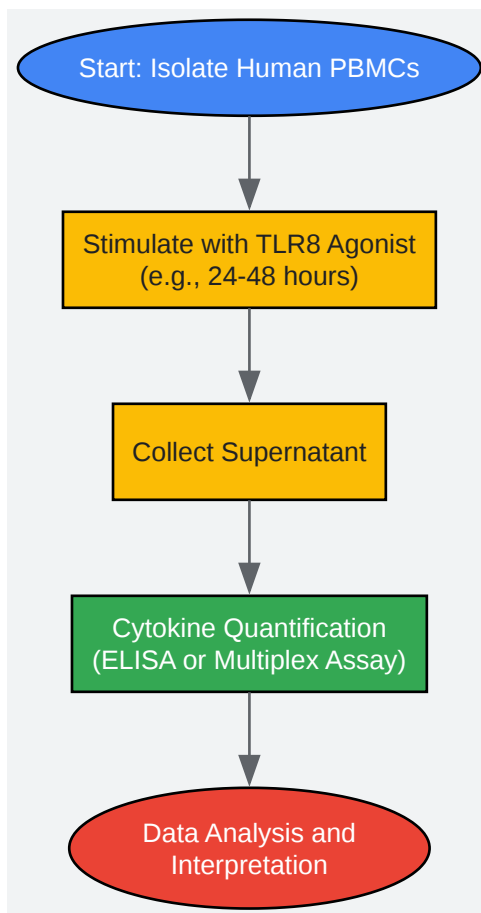 Start: Isolate Human PBMCs
Stimulate with TLR8 Agonist
(e.g., 24-48 hours)
Collect Supernatant
Cytokine Quantification
(ELISA or Multiplex Assay)
Data Analysis and
Interpretation